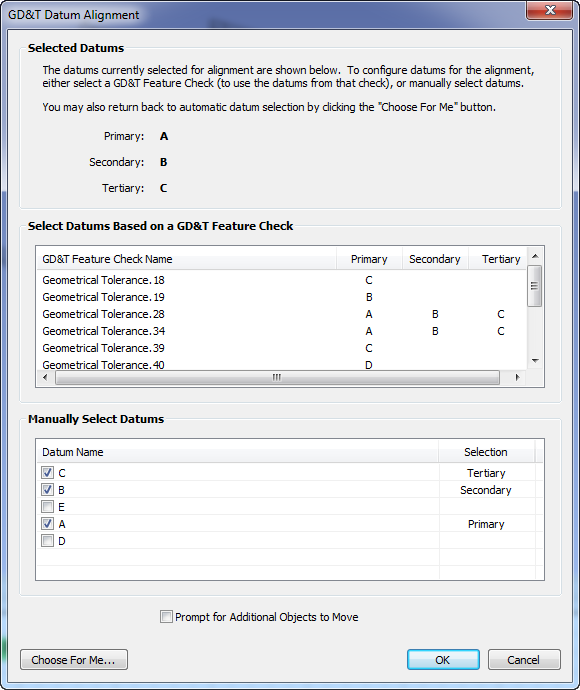 GD&T Datum Alignment
Selected Datums
The datums currently selected for alignment are shown below. To configure datums for the alignment,
either select a GD&T Feature Check (to use the datums from that check), or manually select datums.
You may also return back to automatic datum selection by clicking the "Choose For Me" button.
Primary: A
Secondary: B
Tertiary: C
Select Datums Based on a GD&T Feature Check
GD&T Feature Check Name Primary Secondary Tertiary
Geometrical Tolerance.18 C
Geometrical Tolerance.19 B
Geometrical Tolerance.28 A B C
Geometrical Tolerance.34 A B C
Geometrical Tolerance.39 C
Geometrical Tolerance.40 D
Manually Select Datums
Datum Name Selection
C Tertiary
B Secondary
E
A Primary
D
Prompt for Additional Objects to Move
Choose For Me... OK Cancel